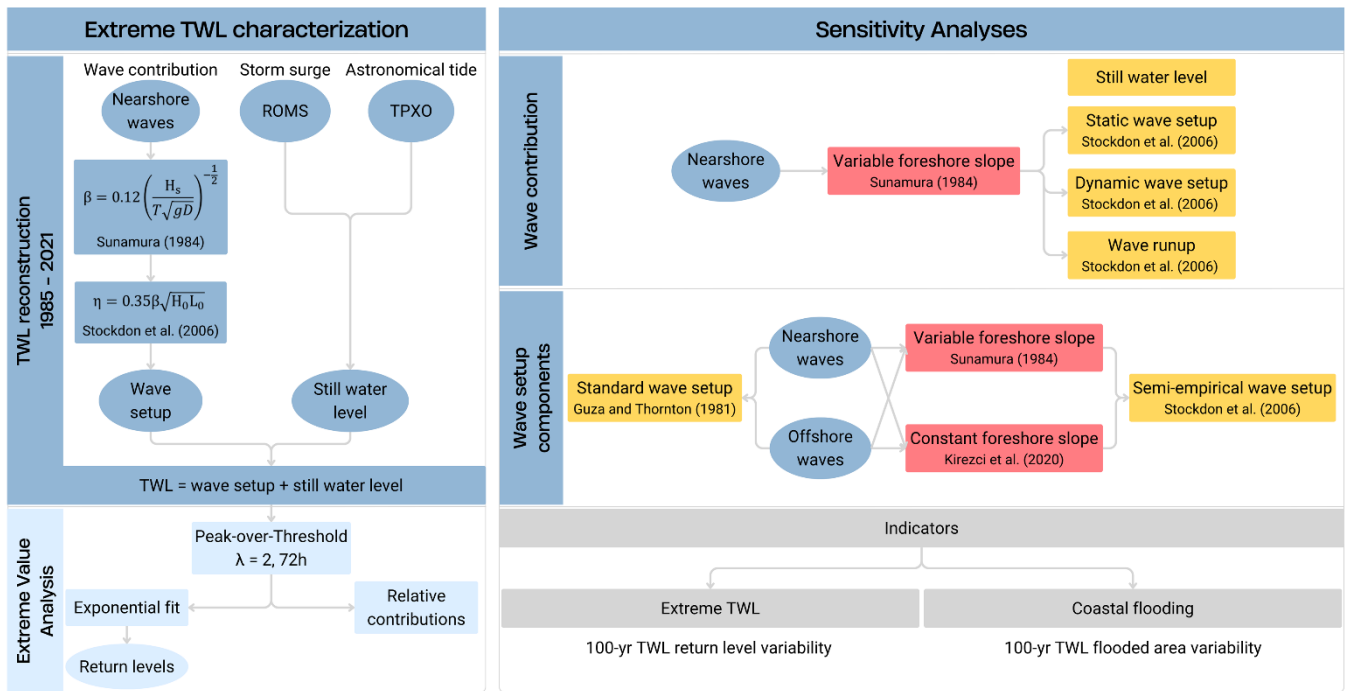 Extreme TWL characterization
TWL reconstruction
1985 – 2021
Wave contribution
Storm surge
Astronomical tide
Nearshore
waves
ROMS
TPXO
β = 0.12 (H_s / T√gD)^(-1/2)
Sunamura (1984)
η = 0.35β√H₀L₀
Stockdon et al. (2006)
Wave
setup
Still water
level
TWL = wave setup + still water level
Extreme Value
Analysis
Peak-over-Threshold
λ = 2, 72h
Exponential fit
Relative
contributions
Return levels
Sensitivity Analyses
Wave contribution
Nearshore
waves
Variable foreshore slope
Sunamura (1984)
Still water level
Static wave setup
Stockdon et al. (2006)
Dynamic wave setup
Stockdon et al. (2006)
Wave runup
Stockdon et al. (2006)
Wave setup
components
Standard wave setup
Guza and Thornton (1981)
Nearshore
waves
Offshore
waves
Variable foreshore slope
Sunamura (1984)
Constant foreshore slope
Kirezci et al. (2020)
Semi-empirical wave setup
Stockdon et al. (2006)
Indicators
Extreme TWL
Coastal flooding
100-yr TWL return level variability
100-yr TWL flooded area variability